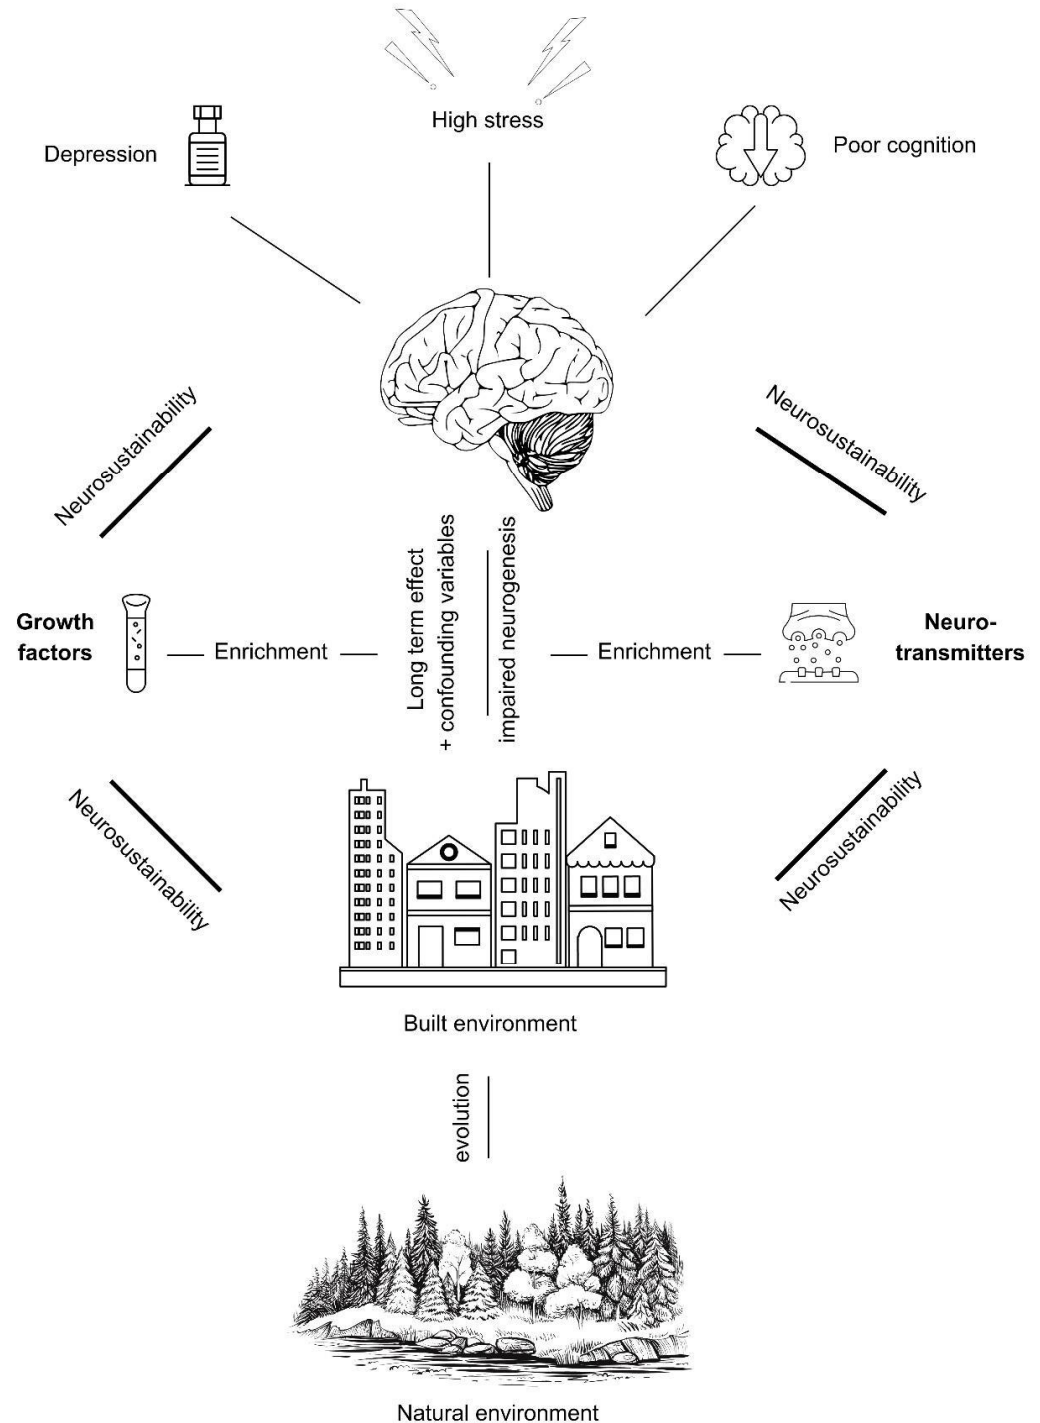 High stress
Depression
Poor cognition
Neurosustainability
Neurosustainability
Growth
factors
Enrichment
Long term effect
+ confounding variables
impaired neurogenesis
Enrichment
Neuro-
transmitters
Neurosustainability
Neurosustainability
Built environment
evolution
Natural environment